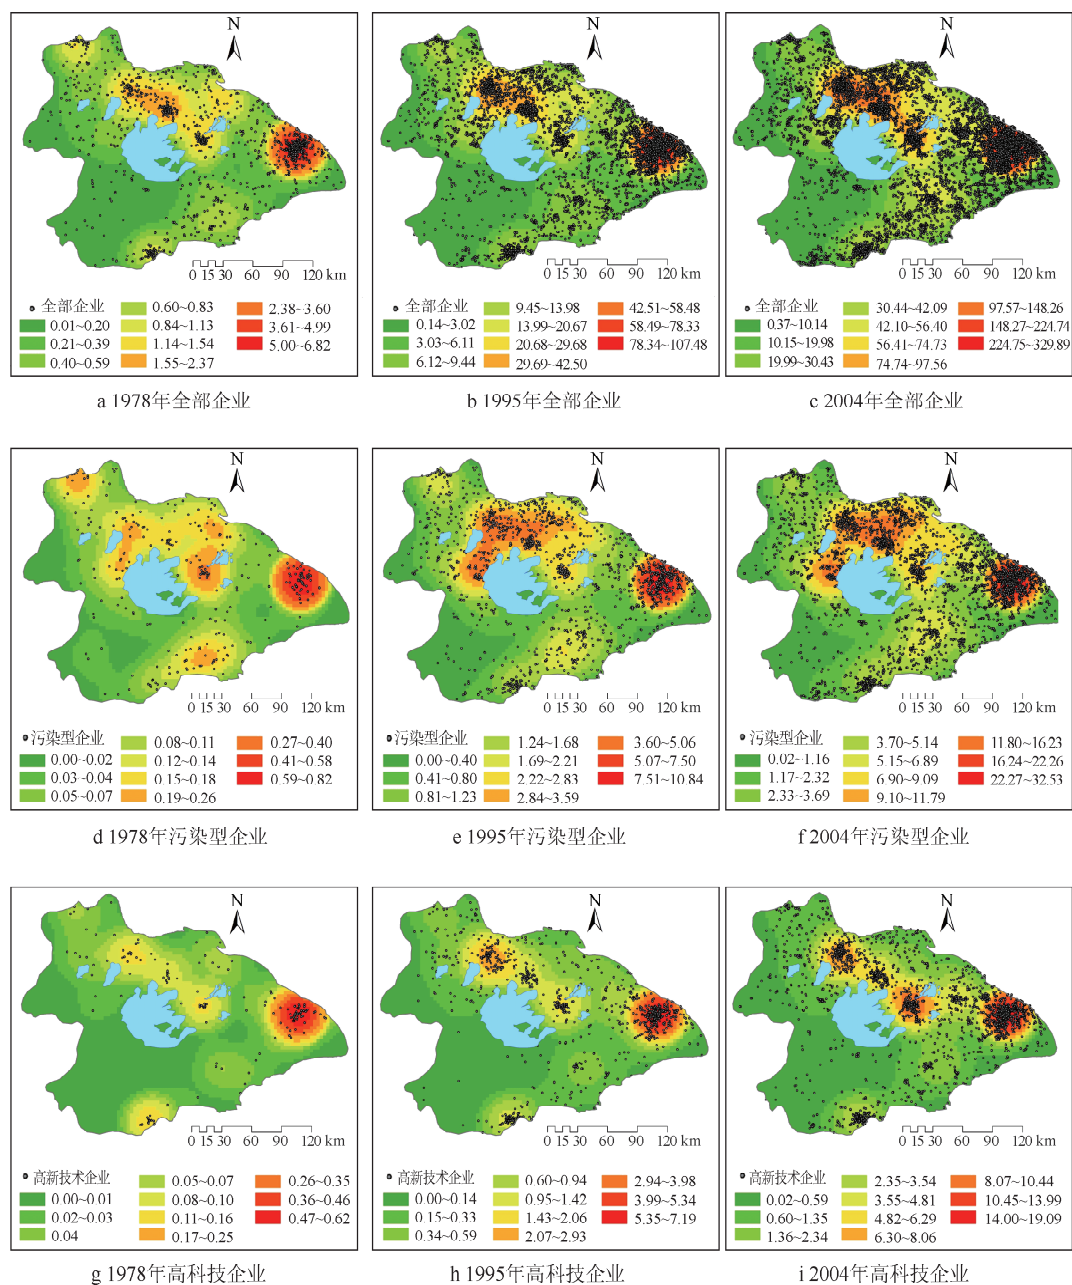 N
15 30 60 90 120 km
全部企业
0.01~0.20
0.21~0.39
0.40~0.59
0.60~0.83
0.84~1.13
1.14~1.54
1.55~2.37
2.38~3.60
3.61~4.99
5.00~6.82
a 1978年全部企业
N
0 15 30 60 90 120 km
全部企业
0.14~3.02
3.03~6.11
6.12~9.44
9.45~13.98
13.99~20.67
20.68~29.68
29.69~42.50
42.51~58.48
58.49~78.33
78.34~107.48
b 1995年全部企业
N
0 15 30 60 90 120 km
全部企业
0.37~10.14
10.15~19.98
19.99~30.43
30.44~42.09
42.10~56.40
56.41~74.73
74.74~97.56
97.57~148.26
148.27~224.74
224.75~329.89
c 2004年全部企业
N
0 15 30 60 90 120 km
污染型企业
0.00~0.02
0.03~0.04
0.05~0.07
0.08~0.11
0.12~0.14
0.15~0.18
0.19~0.26
0.27~0.40
0.41~0.58
0.59~0.82
d 1978年污染型企业
N
0 15 30 60 90 120 km
污染型企业
0.00~0.40
0.41~0.80
0.81~1.23
1.24~1.68
1.69~2.21
2.22~2.83
2.84~3.59
3.60~5.06
5.07~7.50
7.51~10.84
e 1995年污染型企业
N
0 15 30 60 90 120 km
污染型企业
0.02~1.16
1.17~2.32
2.33~3.69
3.70~5.14
5.15~6.89
6.90~9.09
9.10~11.79
11.80~16.23
16.24~22.26
22.27~32.53
f 2004年污染型企业
N
0 15 30 60 90 120 km
高新技术企业
0.00~0.01
0.02~0.03
0.04
0.05~0.07
0.08~0.10
0.11~0.16
0.17~0.25
0.26~0.35
0.36~0.46
0.47~0.62
g 1978年高科技企业
N
0 15 30 60 90 120 km
高新技术企业
0.00~0.14
0.15~0.33
0.34~0.59
0.60~0.94
0.95~1.42
1.43~2.06
2.07~2.93
2.94~3.98
3.99~5.34
5.35~7.19
h 1995年高科技企业
N
0 15 30 60 90 120 km
高新技术企业
0.02~0.59
0.60~1.35
1.36~2.34
2.35~3.54
3.55~4.81
4.82~6.29
6.30~8.06
8.07~10.44
10.45~13.99
14.00~19.09
i 2004年高科技企业